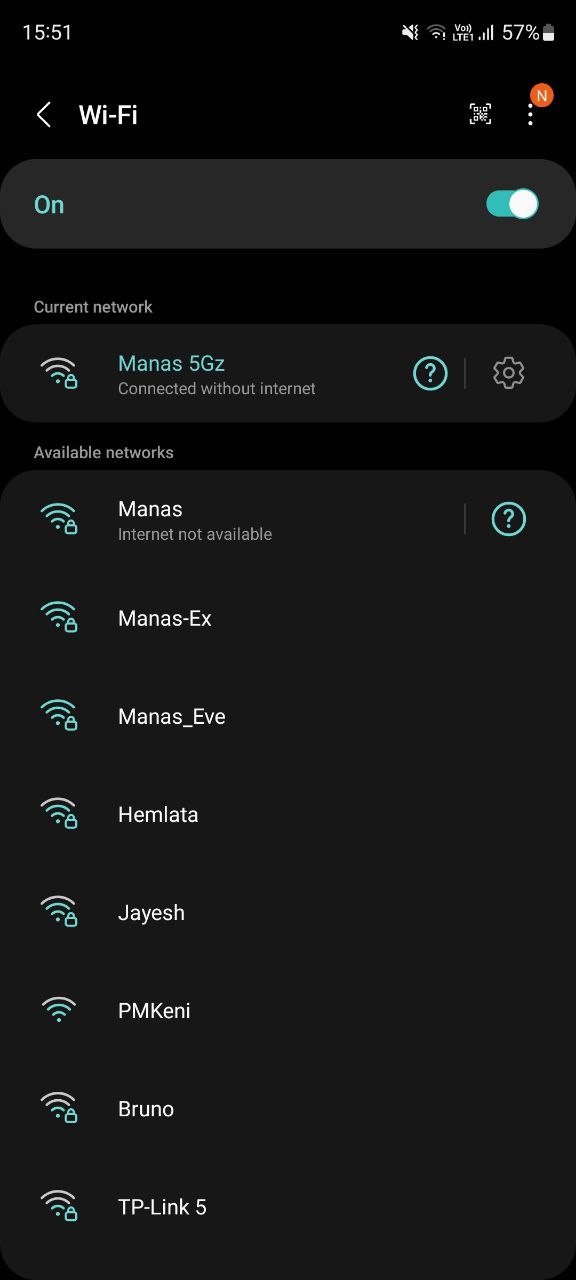 15:51
Vo)) LTE1 57%
N
Wi-Fi
On
Current network
Manas 5Gz
Connected without internet
?
Available networks
Manas
Internet not available
?
Manas-Ex
Manas_Eve
Hemlata
Jayesh
PMKeni
Bruno
TP-Link 5